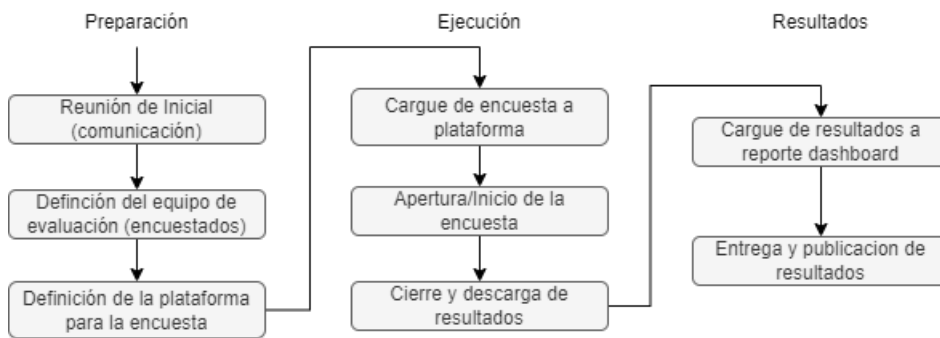 Preparación
Reunión de Inicial
(comunicación)
Definción del equipo de
evaluación (encuestados)
Definición de la plataforma
para la encuesta
Ejecución
Cargue de encuesta a
plataforma
Apertura/Inicio de la
encuesta
Cierre y descarga de
resultados
Resultados
Cargue de resultados a
reporte dashboard
Entrega y publicacion de
resultados